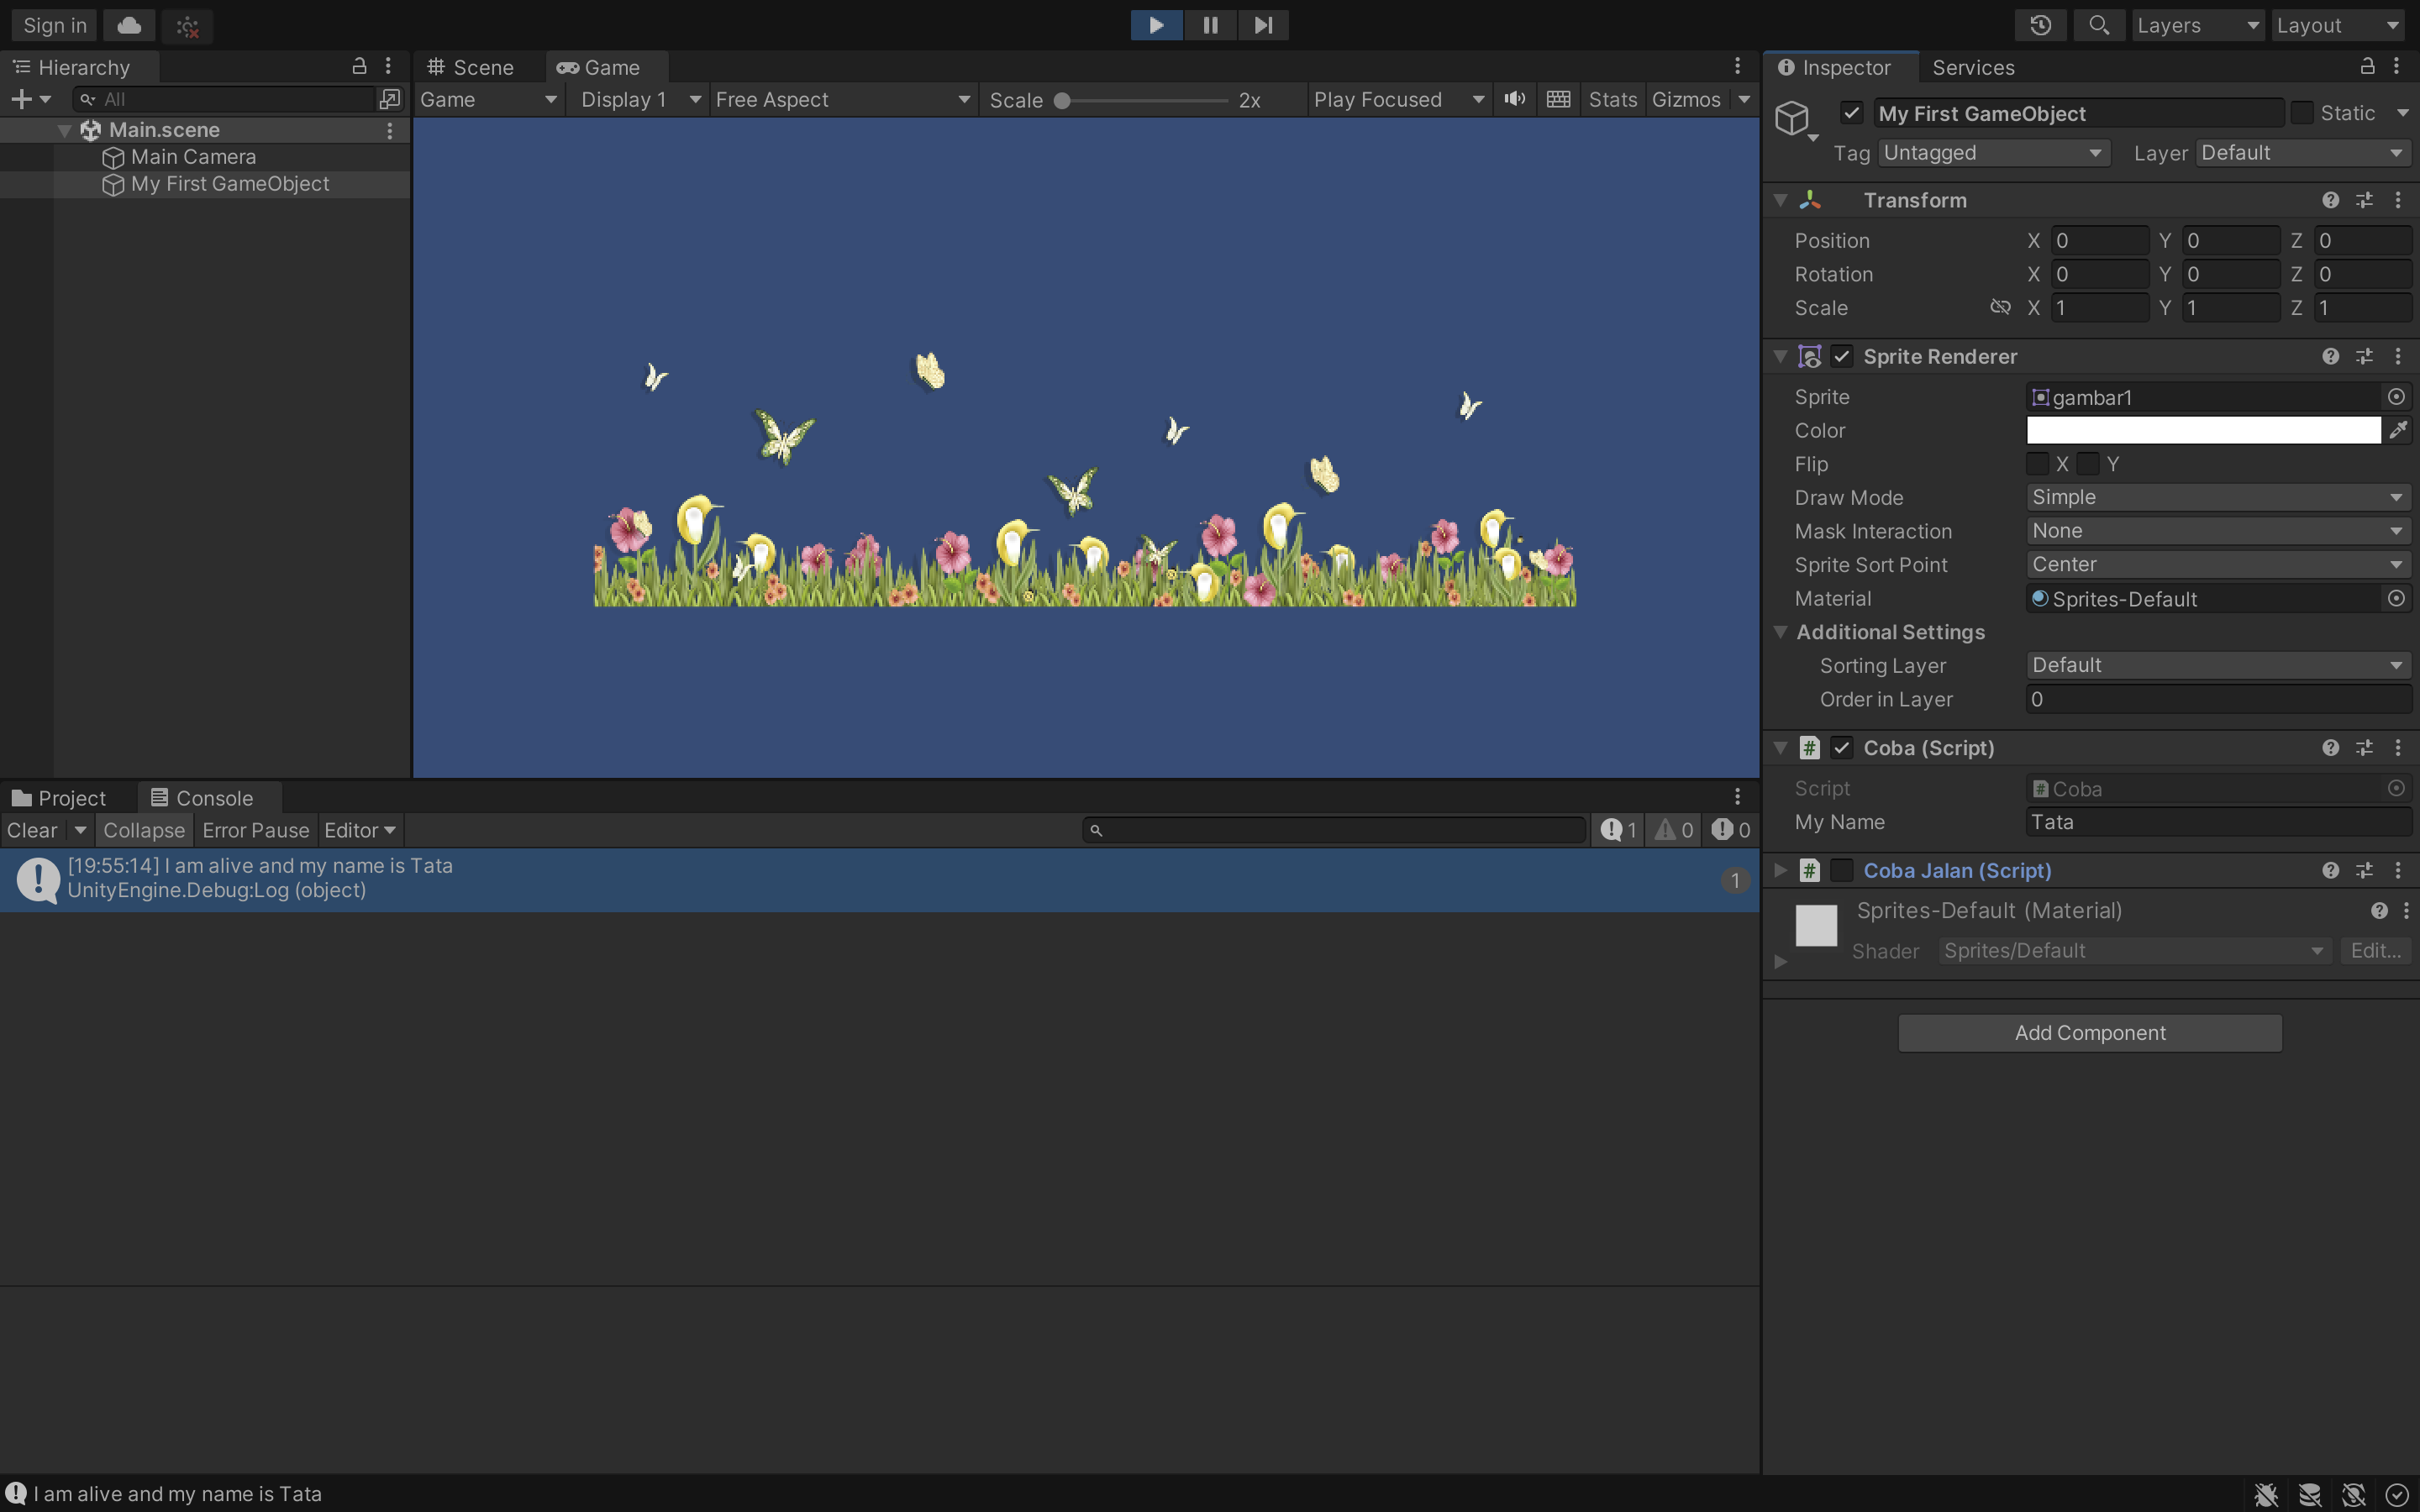 Sign in
Layers
Layout
Hierarchy
All
Main.scene
Main Camera
My First GameObject
Scene
Game
Game
Display 1
Free Aspect
Scale
2x
Play Focused
Stats
Gizmos
Project
Console
Clear
Collapse
Error Pause
Editor
1
0
0
[19:55:14] I am alive and my name is Tata
UnityEngine.Debug:Log (object)
1
Inspector
Services
My First GameObject
Static
Tag
Untagged
Layer
Default
Transform
Position X 0 Y 0 Z 0
Rotation X 0 Y 0 Z 0
Scale X 1 Y 1 Z 1
Sprite Renderer
Sprite gambar1
Color
Flip X Y
Draw Mode Simple
Mask Interaction None
Sprite Sort Point Center
Material Sprites-Default
Additional Settings
Sorting Layer Default
Order in Layer 0
# Coba (Script)
Script # Coba
My Name Tata
# Coba Jalan (Script)
Sprites-Default (Material)
Shader Sprites/Default Edit...
Add Component
I am alive and my name is Tata